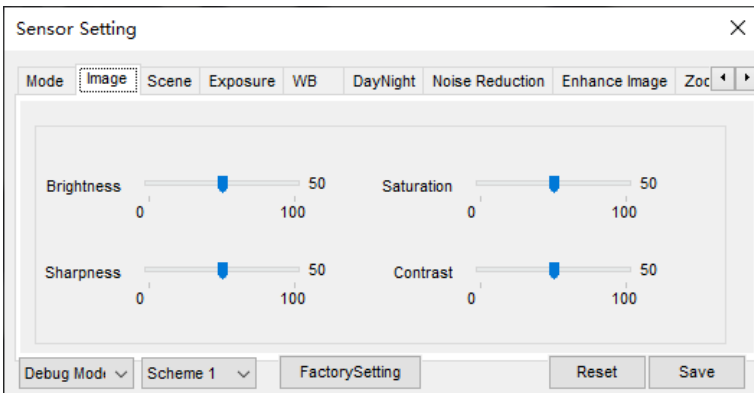 Sensor Setting
Mode Image Scene Exposure WB DayNight Noise Reduction Enhance Image
Brightness 50 Saturation 50
0 100 0 100
Sharpness 50 Contrast 50
0 100 0 100
Debug Scheme 1 FactorySetting Reset Save